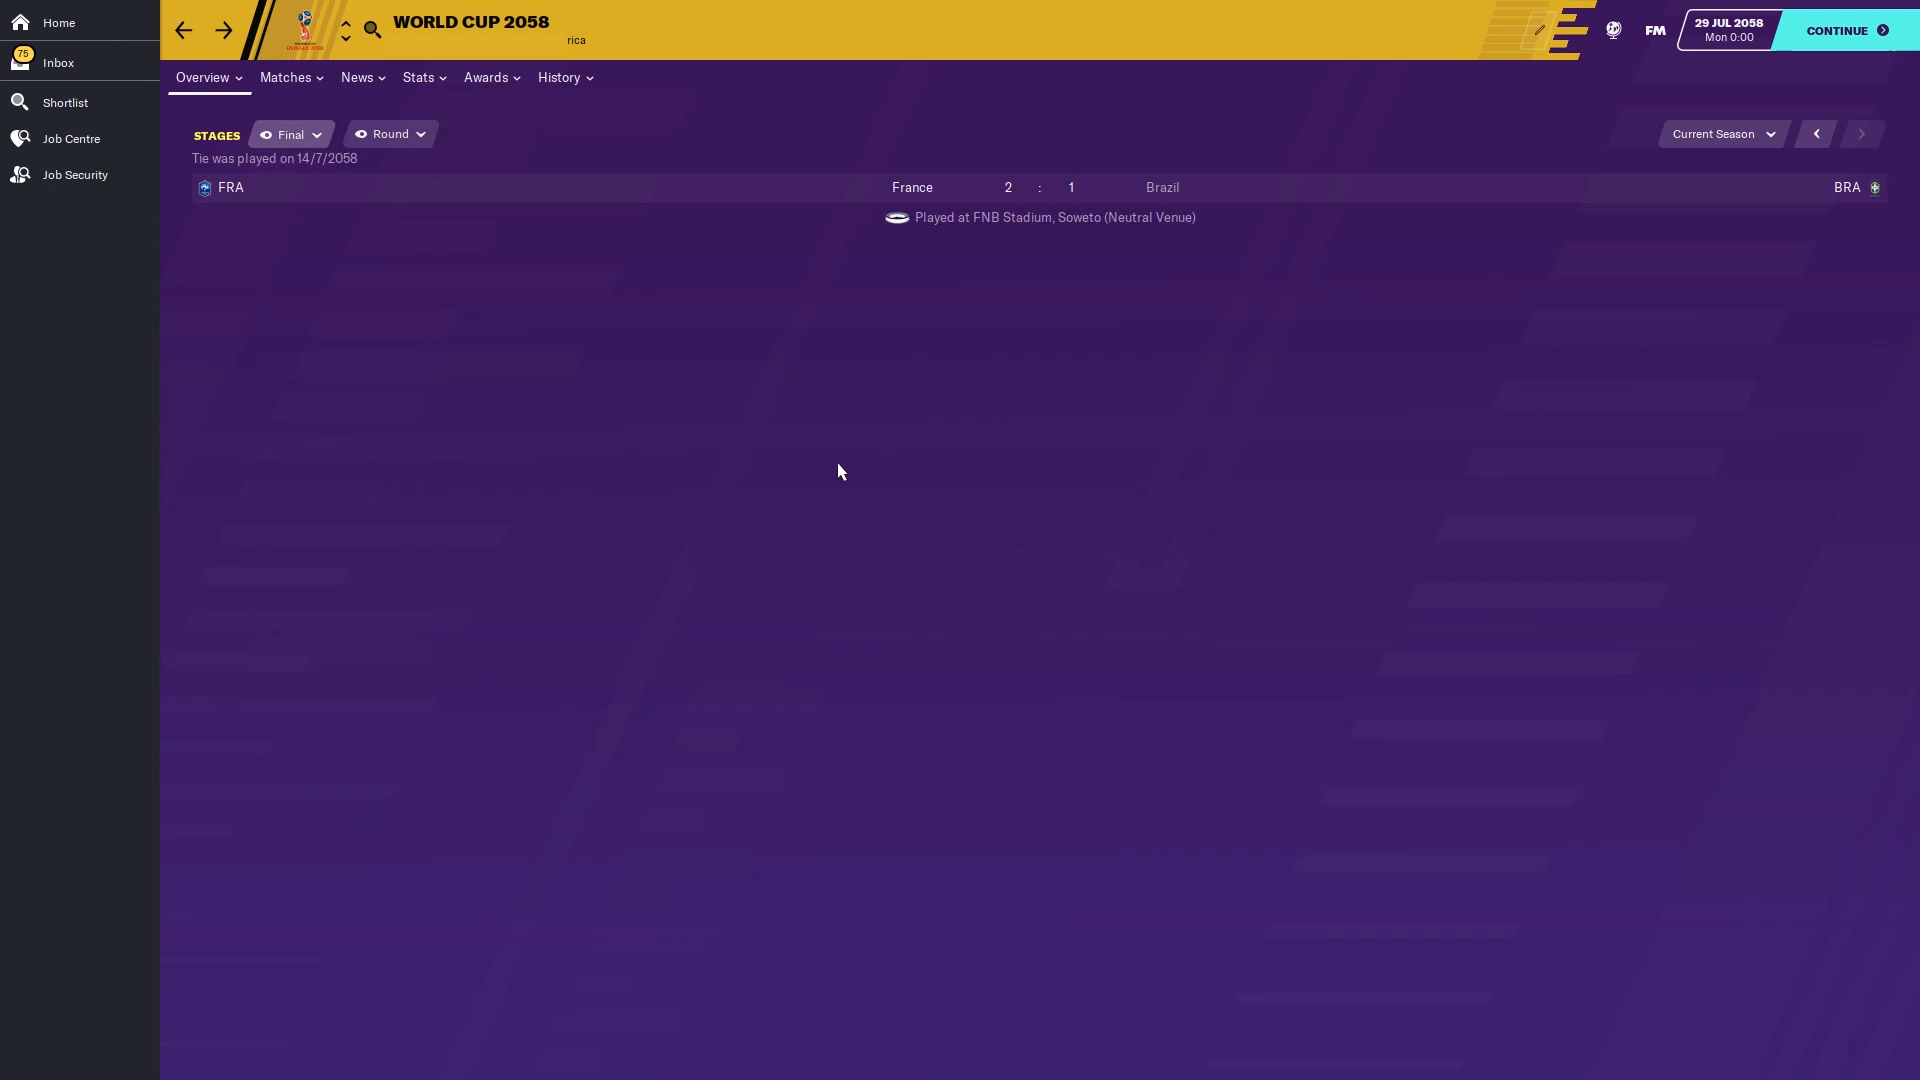 Home
75
Inbox
Shortlist
Job Centre
Job Security
WORLD CUP 2058
rica
FM
29 JUL 2058
Mon 0:00
CONTINUE
Overview
Matches
News
Stats
Awards
History
STAGES
Final
Round
Current Season
Tie was played on 14/7/2058
FRA
France 2 : 1 Brazil
BRA
Played at FNB Stadium, Soweto (Neutral Venue)